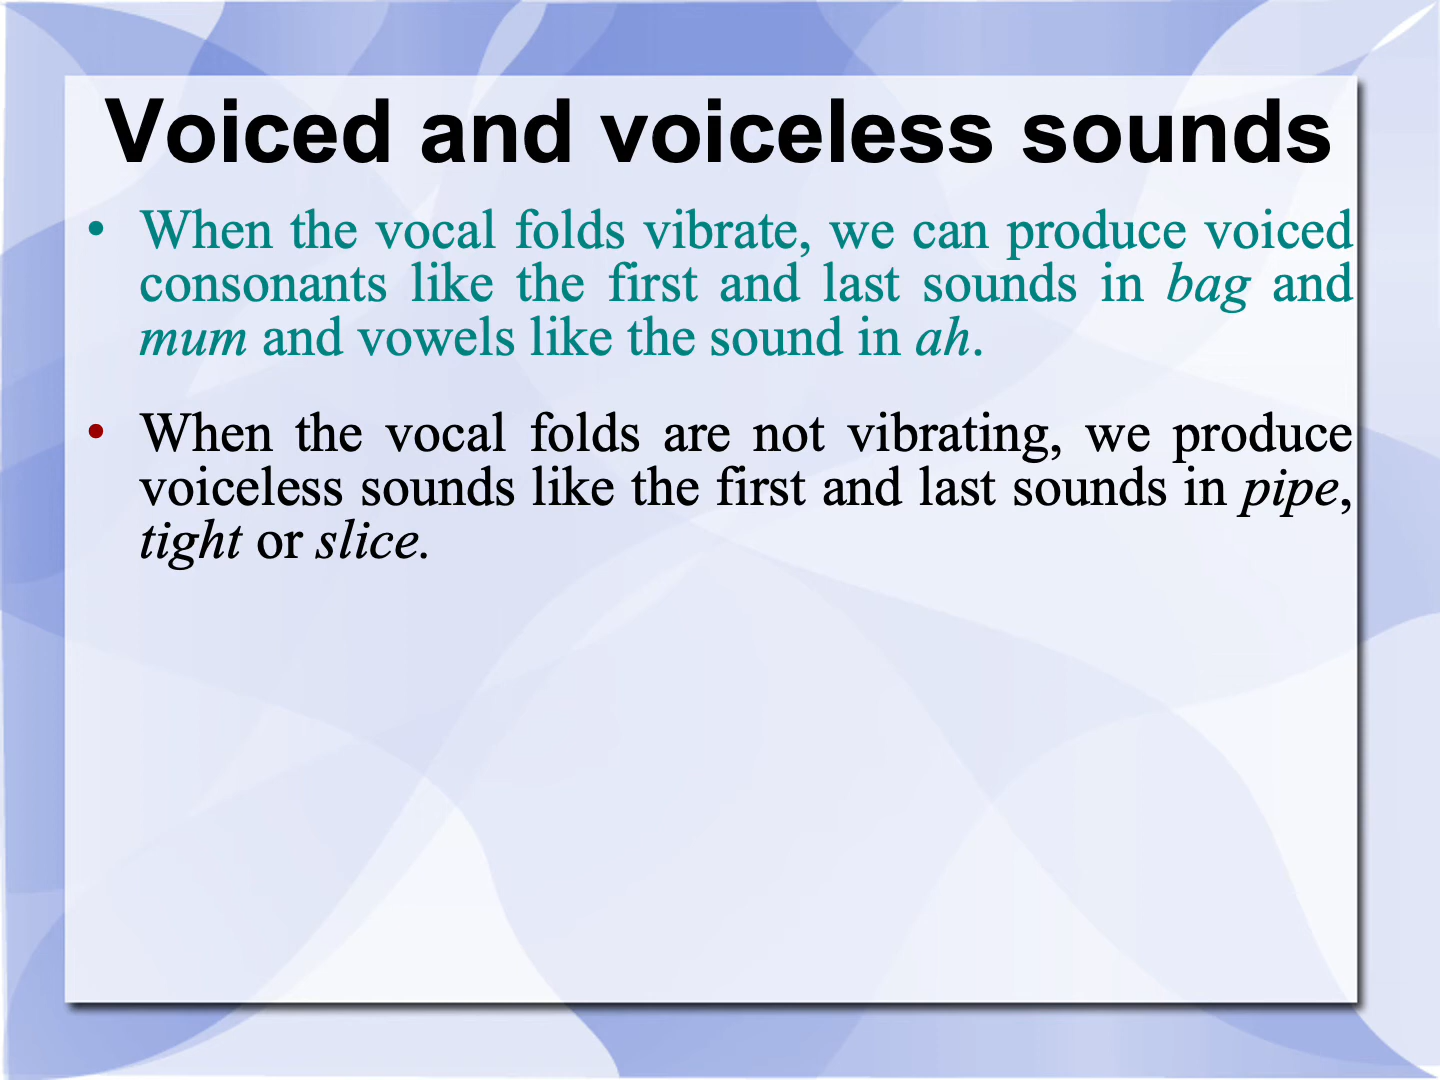 Voiced and voiceless sounds
• When the vocal folds vibrate, we can produce voiced
consonants like the first and last sounds in bag and
mum and vowels like the sound in ah.
• When the vocal folds are not vibrating, we produce
voiceless sounds like the first and last sounds in pipe,
tight or slice.